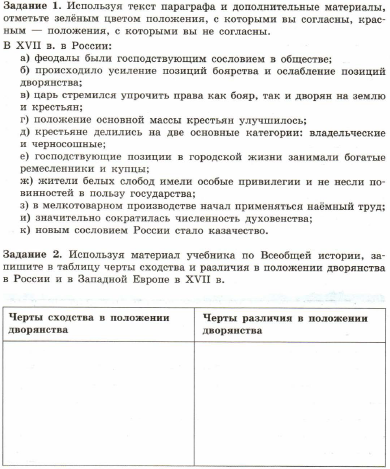 Задание 1. Используя текст параграфа и дополнительные материалы,
отметьте зелёным цветом положения, с которыми вы согласны, крас-
ным — положения, с которыми вы не согласны.
В XVII в. в России:
а) феодалы были господствующим сословием в обществе;
б) происходило усиление позиций боярства и ослабление позиций
дворянства;
в) царь стремился упрочить права как бояр, так и дворян на землю
и крестьян;
г) положение основной массы крестьян улучшилось;
д) крестьяне делились на две основные категории: владельческие
и черносошные;
е) господствующие позиции в городской жизни занимали богатые
ремесленники и купцы;
ж) жители белых слобод имели особые привилегии и не несли по-
винностей в пользу государства;
з) в мелкотоварном производстве начал применяться наёмный труд;
и) значительно сократилась численность духовенства;
к) новым сословием России стало казачество.
Задание 2. Используя материал учебника по Всеобщей истории, за-
пишите в таблицу черты сходства и различия в положении дворянства
в России и в Западной Европе в XVII в.
Черты сходства в положении Черты различия в положении
дворянства дворянства